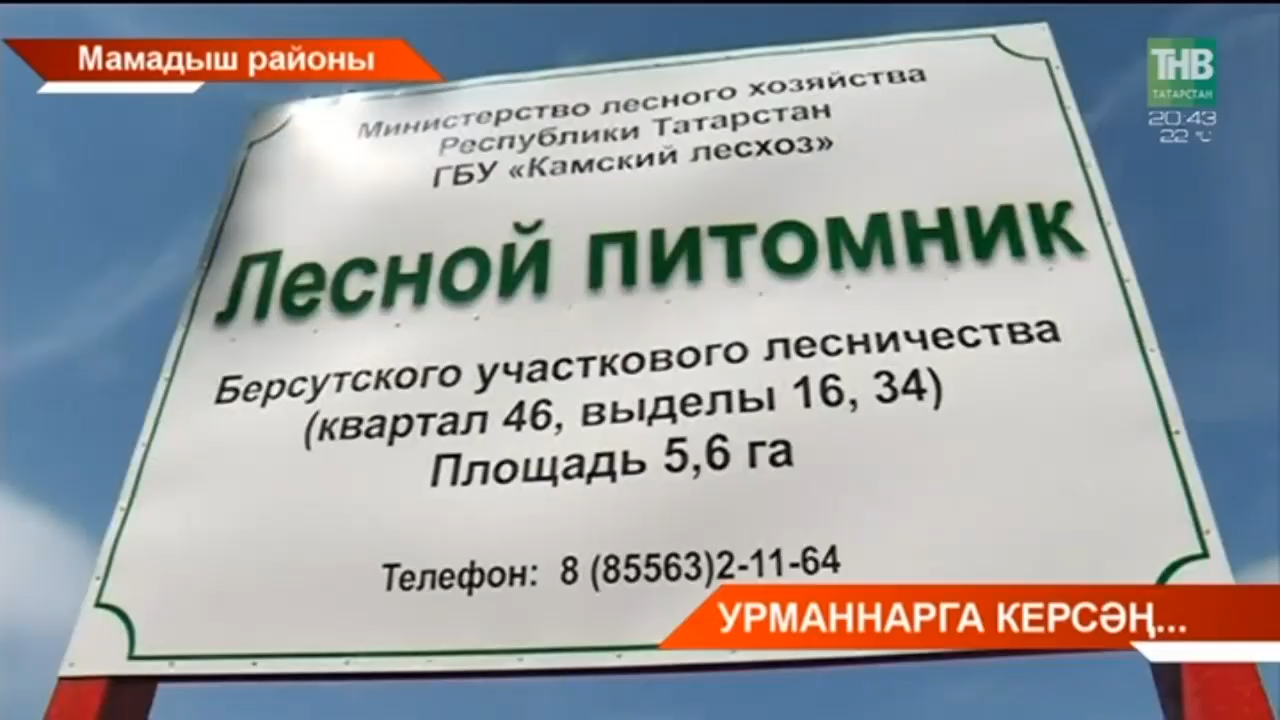 Мамадыш районы
ТНВ
ТАТАРСТАН
20:43
22 °C
Министерство лесного хозяйства
Республики Татарстан
ГБУ «Камский лесхоз»
Лесной питомник
Берсутского участкового лесничества
(квартал 46, выделы 16, 34)
Площадь 5,6 га
Телефон: 8 (85563)2-11-64
УРМАННАРГА КЕРСӘҢ...